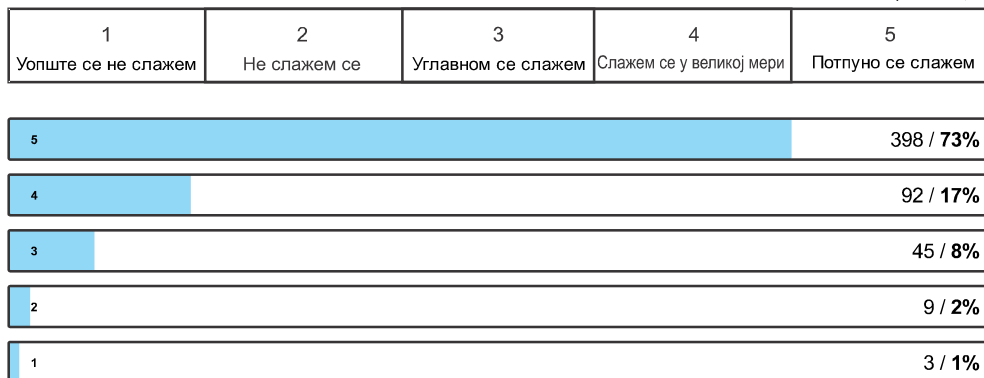 1 2 3 4 5
Уопште се не слажем Не слажем се Углавном се слажем Слажем се у великој мери Потпуно се слажем
5 398 / 73%
4 92 / 17%
3 45 / 8%
2 9 / 2%
1 3 / 1%